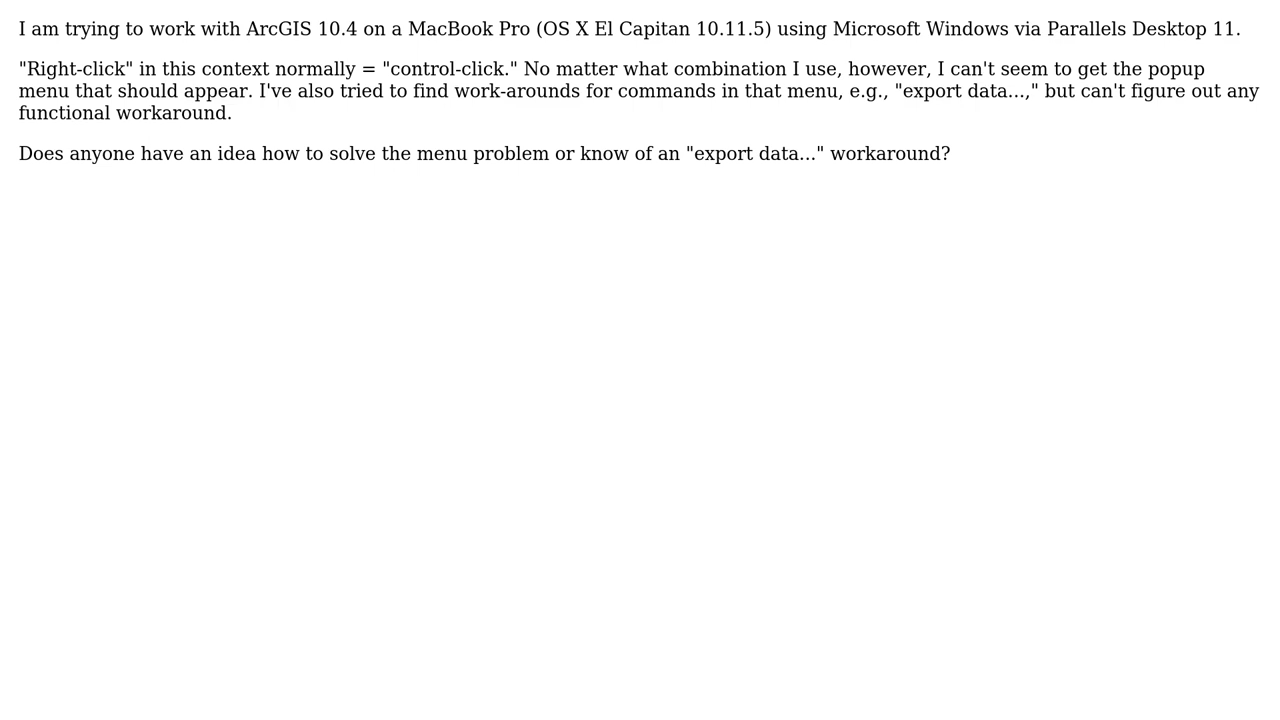 I am trying to work with ArcGIS 10.4 on a MacBook Pro (OS X El Capitan 10.11.5) using Microsoft Windows via Parallels Desktop 11.
"Right-click" in this context normally = "control-click." No matter what combination I use, however, I can't seem to get the popup
menu that should appear. I've also tried to find work-arounds for commands in that menu, e.g., "export data...," but can't figure out any
functional workaround.
Does anyone have an idea how to solve the menu problem or know of an "export data..." workaround?